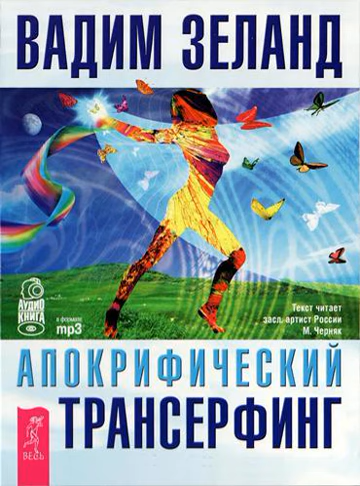 ВАДИМ ЗЕЛАНД
АУДИО
КНИГА
в формате
mp3
Текст читает
засл. артист России
М. Черняк
АПОКРИФИЧЕСКИЙ
ТРАНСЕРФИНГ
ВЕСЬ